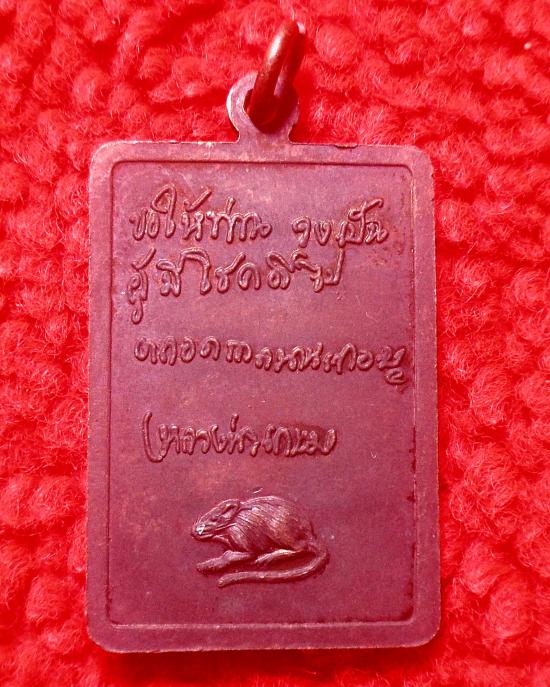 ขอให้ท่าน จงเป็น
ผู้มีโชคดีไป
ตลอดกาลนานเทอญ
(หลวงพ่อเกษม